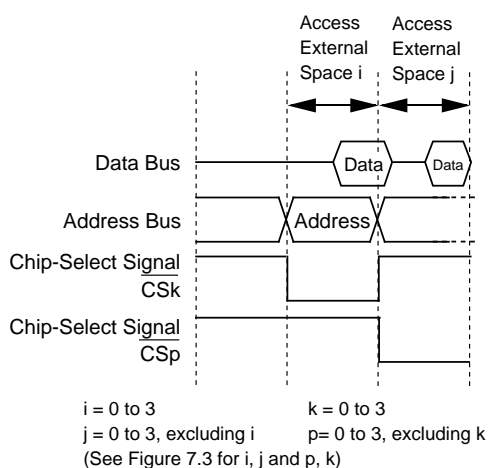 Access
External
Space i
Access
External
Space j
Data Bus
Data
Data
Address Bus
Address
Chip-Select Signal
CSk
Chip-Select Signal
CSp
i = 0 to 3
k = 0 to 3
j = 0 to 3, excluding i
p= 0 to 3, excluding k
(See Figure 7.3 for i, j and p, k)